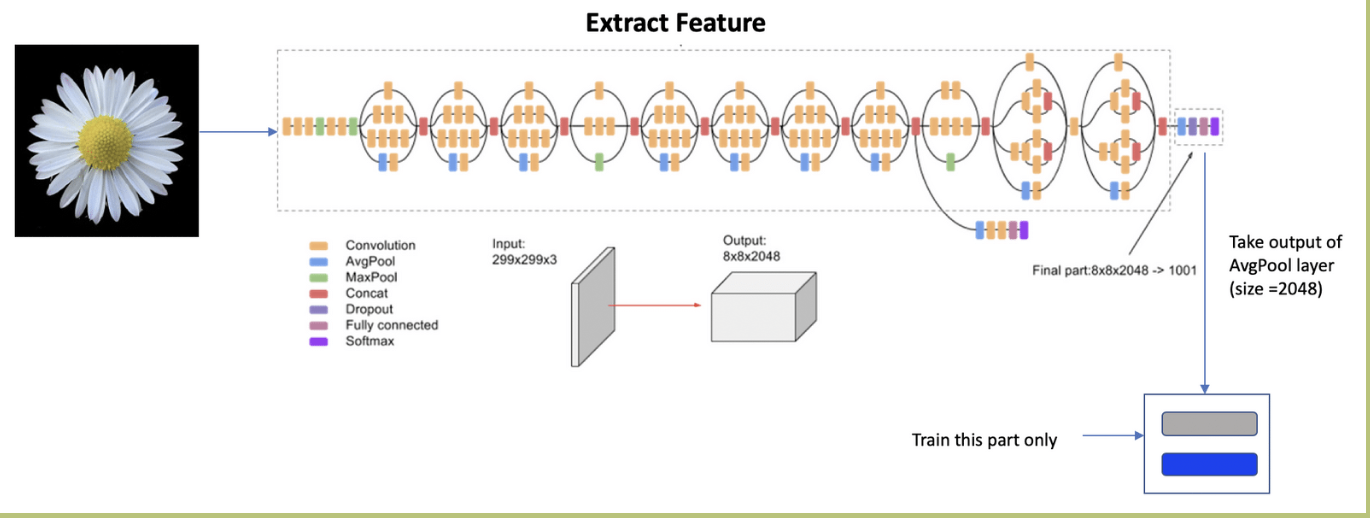 Extract Feature
Convolution
AvgPool
MaxPool
Concat
Dropout
Fully connected
Softmax
Input:
299x299x3
Output:
8x8x2048
Final part:8x8x2048 -> 1001
Take output of
AvgPool layer
(size =2048)
Train this part only